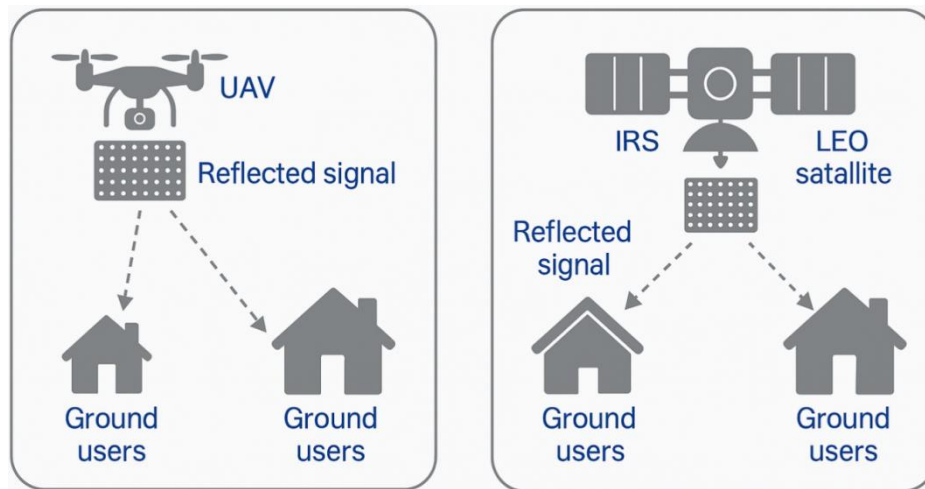 UAV
Reflected signal
Ground
users
Ground
users
IRS
LEO
satallite
Reflected
signal
Ground
users
Ground
users